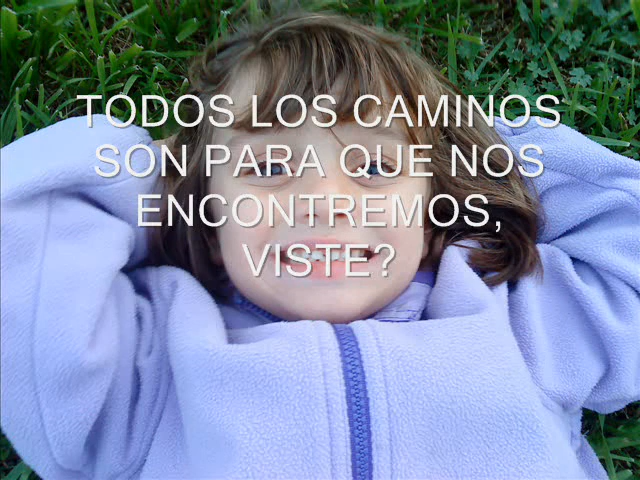 TODOS LOS CAMINOS
SON PARA QUE NOS
ENCONTREMOS,
VISTE?